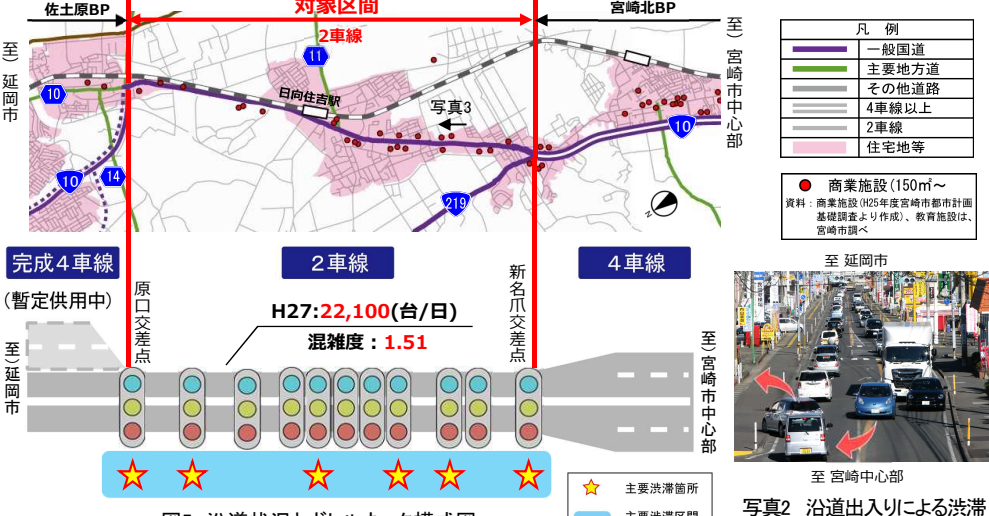 佐土原BP
対象区間
宮崎北BP
2車線
至）延岡市
至）宮崎市中心部
11
10
日向住吉駅
写真3
10
14
10
219
N
凡 例
一般国道
主要地方道
その他道路
4車線以上
2車線
住宅地等
商業施設(150㎡～
資料：商業施設(H25年度宮崎市都市計画
基礎調査より作成)、教育施設は、
宮崎市調べ
完成４車線
２車線
４車線
(暫定供用中)
原口交差点
新名爪交差点
H27:22,100(台/日)
混雑度：1.51
至）延岡市
至）宮崎市中心部
至 延岡市
至 宮崎中心部
写真2 沿道出入りによる渋滞
主要渋滞箇所
主要渋滞区間